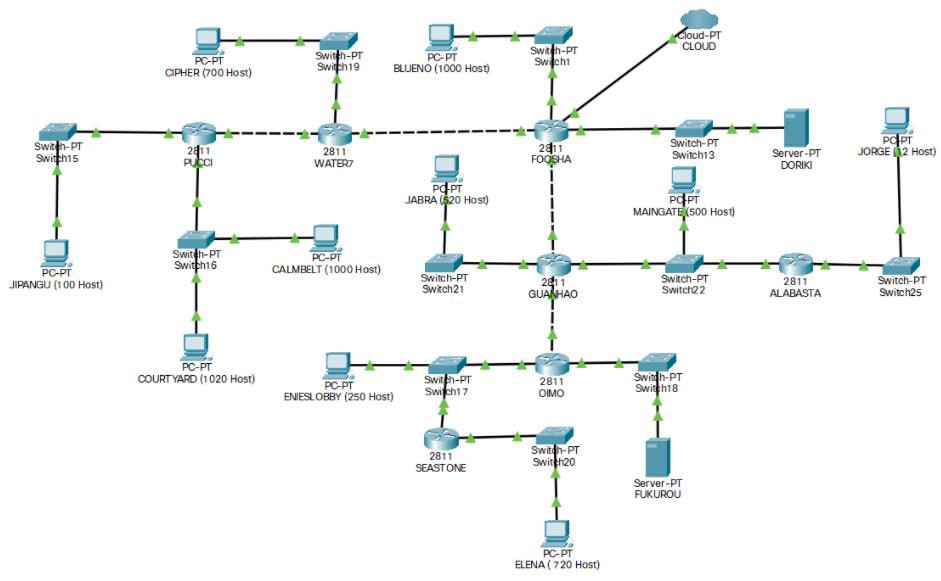 Cloud-PT
CLOUD
PC-PT
CIPHER (700 Host)
Switch-PT
Switch19
PC-PT
BLUENO (1000 Host)
Switch-PT
Switch1
Switch-PT
Switch15
2811
PUCCI
2811
WATER7
2811
FOOSHA
Switch-PT
Switch13
Server-PT
DORIKI
PC-PT
JORGE (12 Host)
PC-PT
JABRA (520 Host)
PC-PT
MAINGATE (500 Host)
PC-PT
JIPANGU (100 Host)
Switch-PT
Switch16
PC-PT
CALMBELT (1000 Host)
Switch-PT
Switch21
2811
GUANHAO
Switch-PT
Switch22
2811
ALABASTA
Switch-PT
Switch25
PC-PT
COURTYARD (1020 Host)
PC-PT
ENIESLOBBY (250 Host)
Switch-PT
Switch17
2811
OIMO
Switch-PT
Switch18
2811
SEASTONE
Switch-PT
Switch20
Server-PT
FUKUROU
PC-PT
ELENA ( 720 Host)